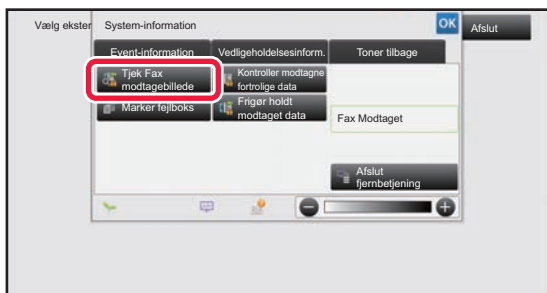 Vælg ekster
System-information
OK
Afslut
Event-information
Vedligeholdelsesinform.
Toner tilbage
Tjek Fax
modtagebillede
Kontroller modtagne
fortrolige data
Marker fejlboks
Frigør holdt
modtaget data
Fax Modtaget
Afslut
fjernbetjening